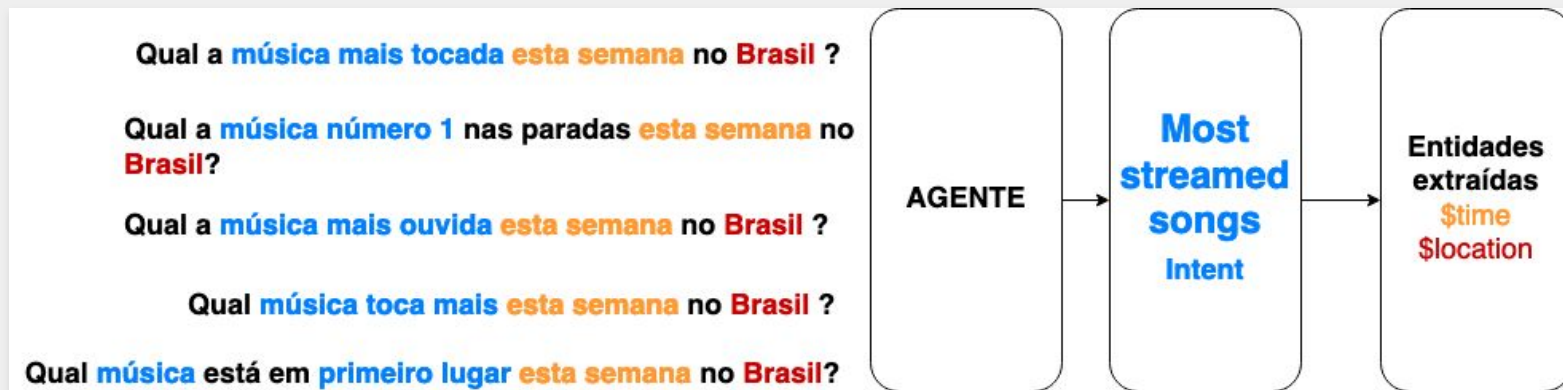 Qual a música mais tocada esta semana no Brasil ?
Qual a música número 1 nas paradas esta semana no
Brasil?
Qual a música mais ouvida esta semana no Brasil ?
Qual música toca mais esta semana no Brasil ?
Qual música está em primeiro lugar esta semana no Brasil?
AGENTE
Most
streamed
songs
Intent
Entidades
extraídas
$time
$location